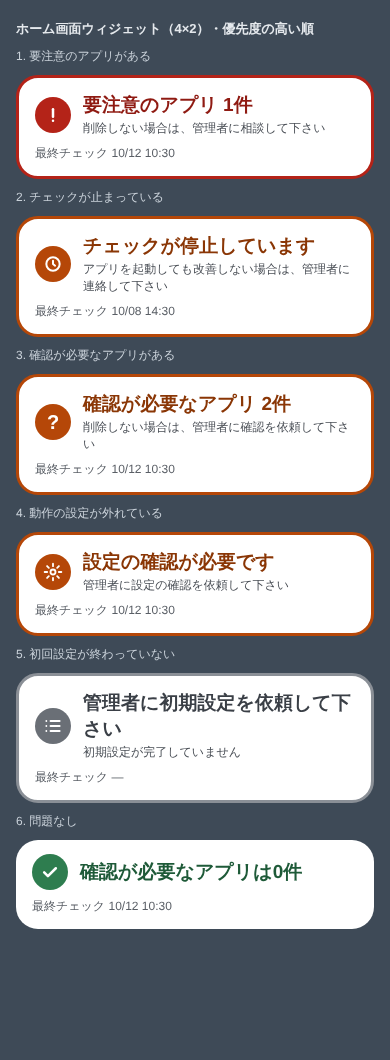 ホーム画面ウィジェット（4×2）・優先度の高い順
1. 要注意のアプリがある
要注意のアプリ 1件
削除しない場合は、管理者に相談して下さい
最終チェック 10/12 10:30
2. チェックが止まっている
チェックが停止しています
アプリを起動しても改善しない場合は、管理者に
連絡して下さい
最終チェック 10/08 14:30
3. 確認が必要なアプリがある
確認が必要なアプリ 2件
削除しない場合は、管理者に確認を依頼して下さ
い
最終チェック 10/12 10:30
4. 動作の設定が外れている
設定の確認が必要です
管理者に設定の確認を依頼して下さい
最終チェック 10/12 10:30
5. 初回設定が終わっていない
管理者に初期設定を依頼して下
さい
初期設定が完了していません
最終チェック —
6. 問題なし
確認が必要なアプリは0件
最終チェック 10/12 10:30